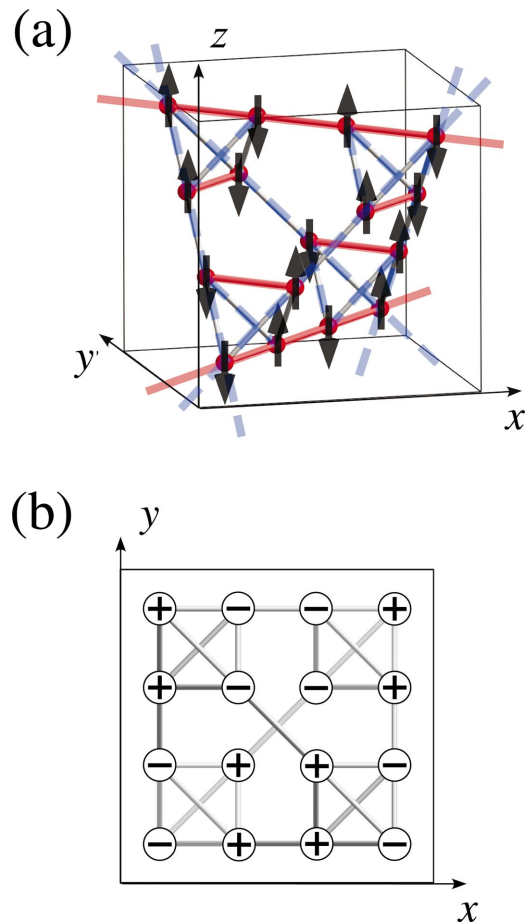 (a)
z
y
x
(b)
y
+ − − +
+ − − +
− + + −
− + + −
x